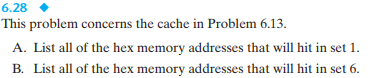 6.28 ◆
This problem concerns the cache in Problem 6.13.
A. List all of the hex memory addresses that will hit in set 1.
B. List all of the hex memory addresses that will hit in set 6.